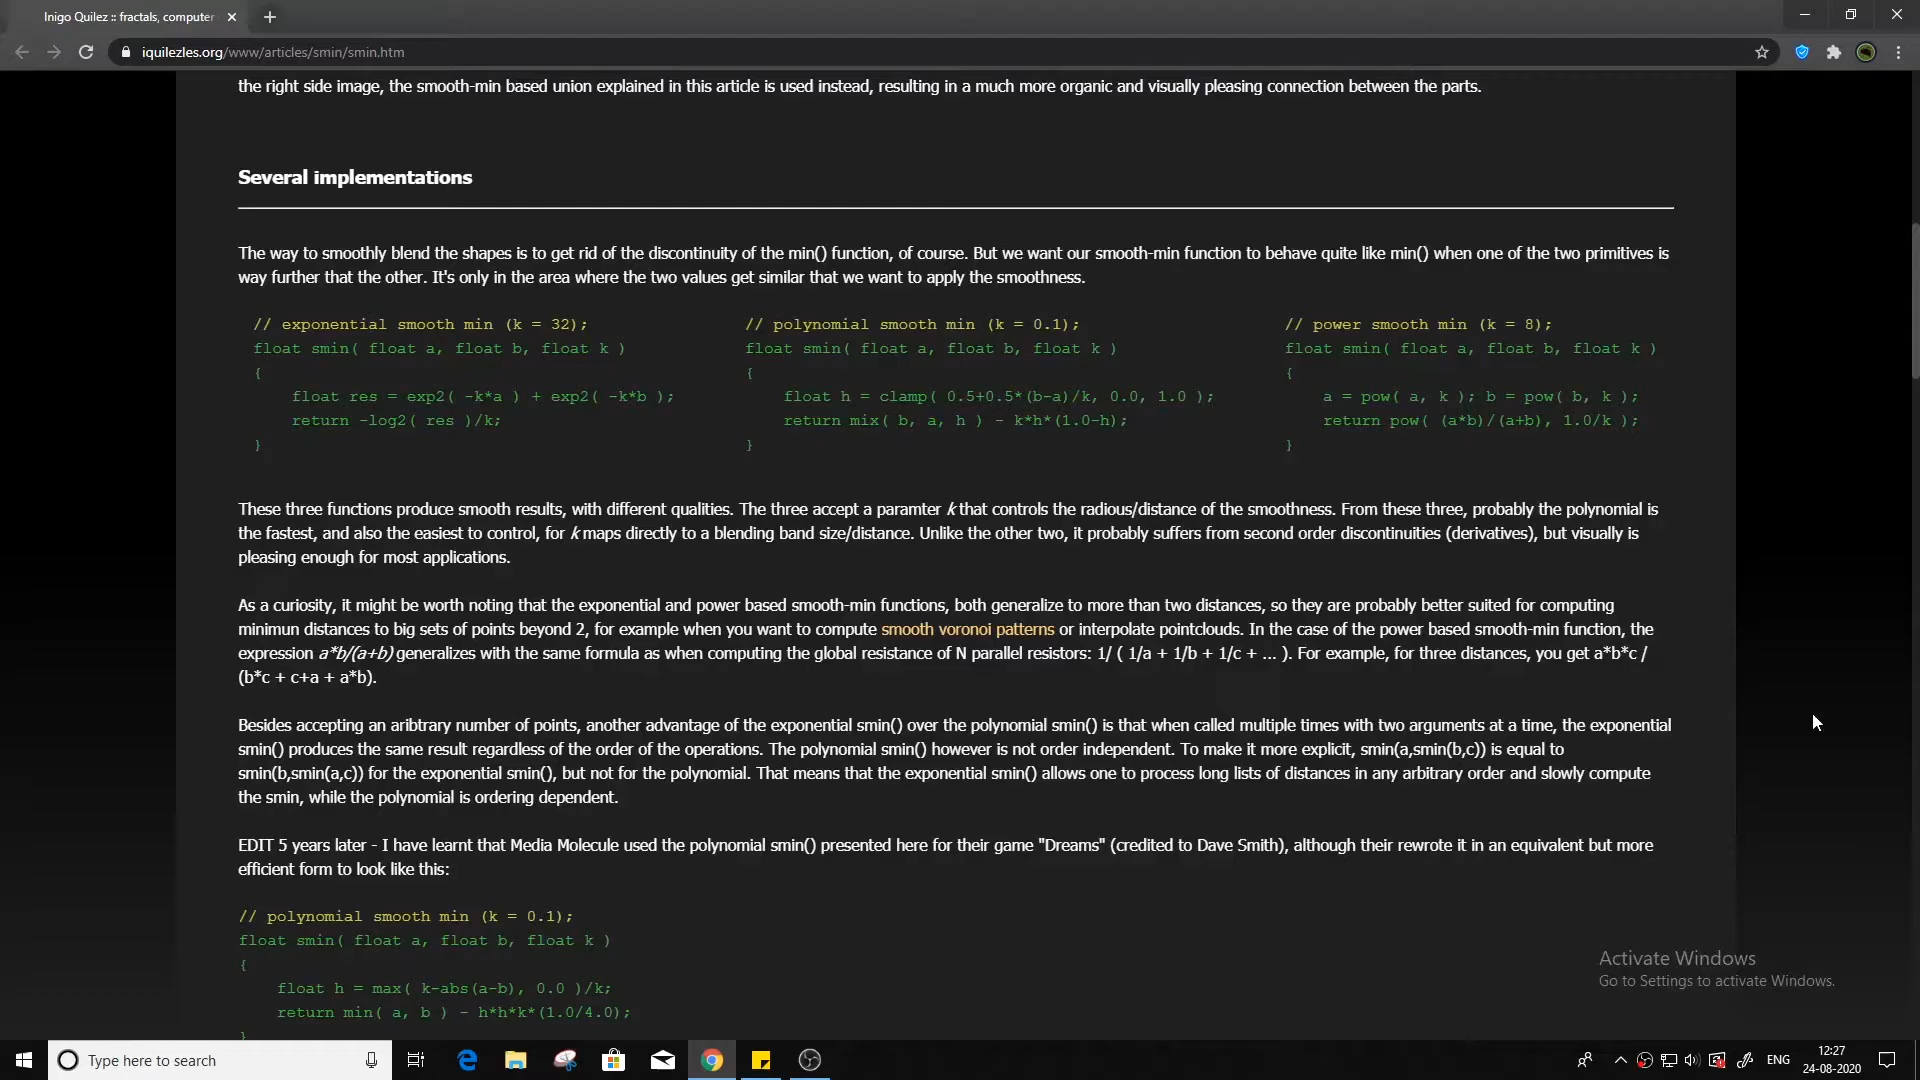 Inigo Quilez :: fractals, computer
iquilezles.org/www/articles/smin/smin.htm
the right side image, the smooth-min based union explained in this article is used instead, resulting in a much more organic and visually pleasing connection between the parts.
Several implementations
The way to smoothly blend the shapes is to get rid of the discontinuity of the min() function, of course. But we want our smooth-min function to behave quite like min() when one of the two primitives is
way further that the other. It's only in the area where the two values get similar that we want to apply the smoothness.
// exponential smooth min (k = 32);
float smin( float a, float b, float k )
{
float res = exp2( -k*a ) + exp2( -k*b );
return -log2( res )/k;
}
// polynomial smooth min (k = 0.1);
float smin( float a, float b, float k )
{
float h = clamp( 0.5+0.5*(b-a)/k, 0.0, 1.0 );
return mix( b, a, h ) - k*h*(1.0-h);
}
// power smooth min (k = 8);
float smin( float a, float b, float k )
{
a = pow( a, k ); b = pow( b, k );
return pow( (a*b)/(a+b), 1.0/k );
}
These three functions produce smooth results, with different qualities. The three accept a paramter k that controls the radious/distance of the smoothness. From these three, probably the polynomial is
the fastest, and also the easiest to control, for k maps directly to a blending band size/distance. Unlike the other two, it probably suffers from second order discontinuities (derivatives), but visually is
pleasing enough for most applications.
As a curiosity, it might be worth noting that the exponential and power based smooth-min functions, both generalize to more than two distances, so they are probably better suited for computing
minimun distances to big sets of points beyond 2, for example when you want to compute smooth voronoi patterns or interpolate pointclouds. In the case of the power based smooth-min function, the
expression a*b/(a+b) generalizes with the same formula as when computing the global resistance of N parallel resistors: 1/ ( 1/a + 1/b + 1/c + ... ). For example, for three distances, you get a*b*c /
(b*c + c+a + a*b).
Besides accepting an aribtrary number of points, another advantage of the exponential smin() over the polynomial smin() is that when called multiple times with two arguments at a time, the exponential
smin() produces the same result regardless of the order of the operations. The polynomial smin() however is not order independent. To make it more explicit, smin(a,smin(b,c)) is equal to
smin(b,smin(a,c)) for the exponential smin(), but not for the polynomial. That means that the exponential smin() allows one to process long lists of distances in any arbitrary order and slowly compute
the smin, while the polynomial is ordering dependent.
EDIT 5 years later - I have learnt that Media Molecule used the polynomial smin() presented here for their game "Dreams" (credited to Dave Smith), although their rewrote it in an equivalent but more
efficient form to look like this:
// polynomial smooth min (k = 0.1);
float smin( float a, float b, float k )
{
float h = max( k-abs(a-b), 0.0 )/k;
return min( a, b ) - h*h*k*(1.0/4.0);
}
Activate Windows
Go to Settings to activate Windows.
Type here to search
ENG
12:27
24-08-2020